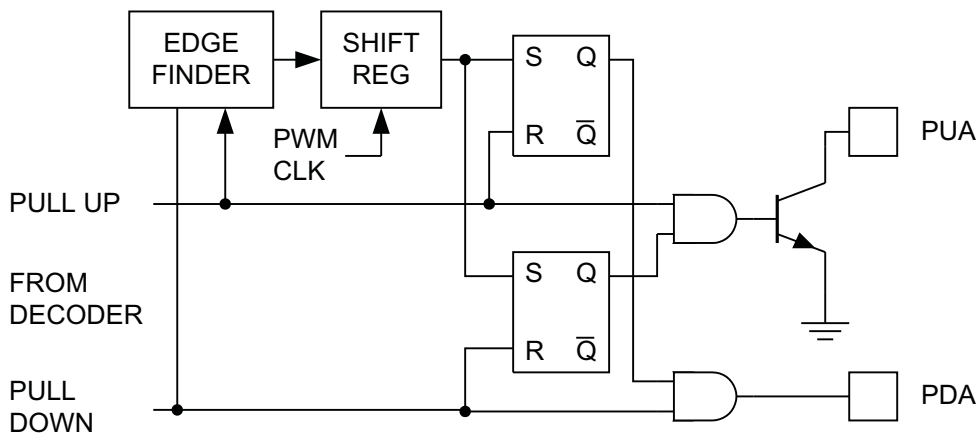 EDGE
FINDER
SHIFT
REG
S Q
R Q̅
PWM
CLK
PUA
PULL UP
S Q
R Q̅
FROM
DECODER
PULL
DOWN
PDA